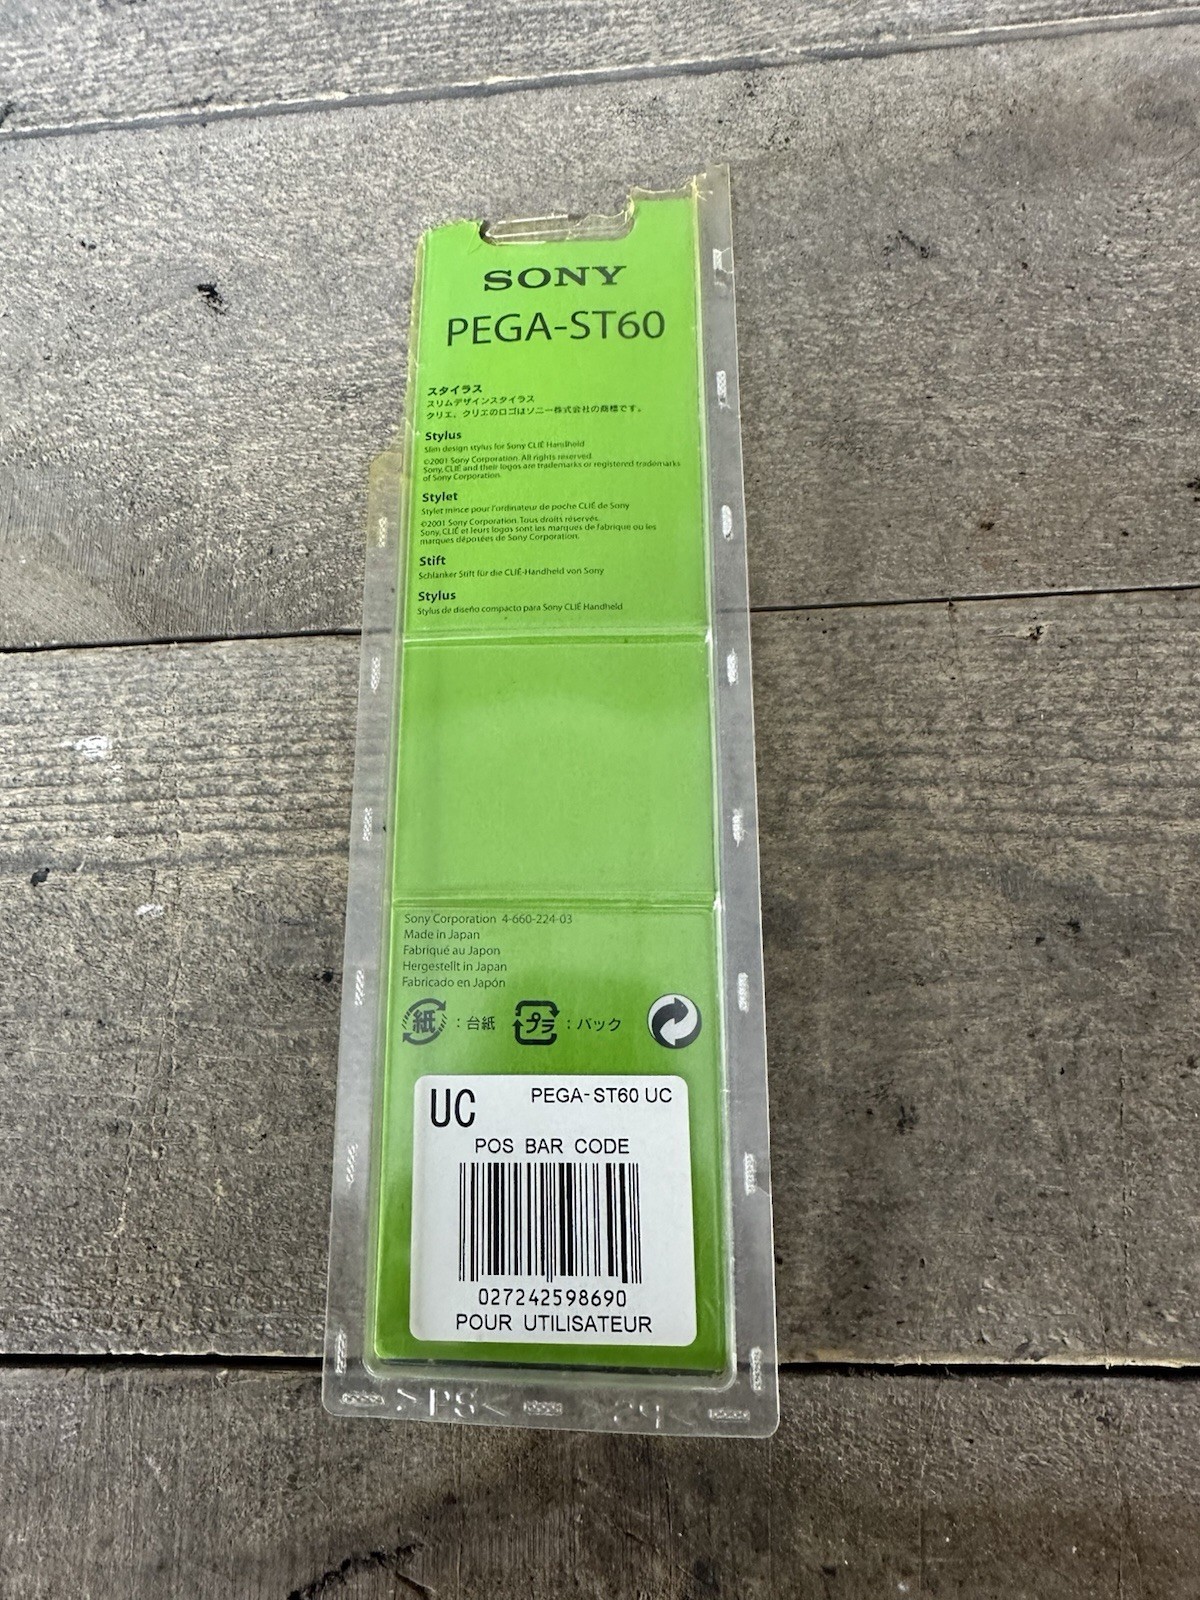 SONY
PEGA-ST60
スタイラス
スリムデザインスタイラス
クリエ、クリエのロゴはソニー株式会社の商標です。
Stylus
Slim design stylus for Sony CLIÉ Handheld
©2001 Sony Corporation. All rights reserved.
Sony, CLIÉ and their logos are trademarks or registered trademarks
of Sony Corporation.
Stylet
Stylet mince pour l'ordinateur de poche CLIÉ de Sony
©2001 Sony Corporation. Tous droits réservés.
Sony, CLIÉ et leurs logos sont les marques de fabrique ou les
marques déposées de Sony Corporation.
Stift
Schlanker Stift für die CLIÉ-Handheld von Sony
Stylus
Stylus de diseño compacto para Sony CLIÉ Handheld
Sony Corporation 4-660-224-03
Made in Japan
Fabriqué au Japon
Hergestellt in Japan
Fabricado en Japón
紙 : 台紙 プラ : パック
UC PEGA-ST60 UC
POS BAR CODE
027242598690
POUR UTILISATEUR